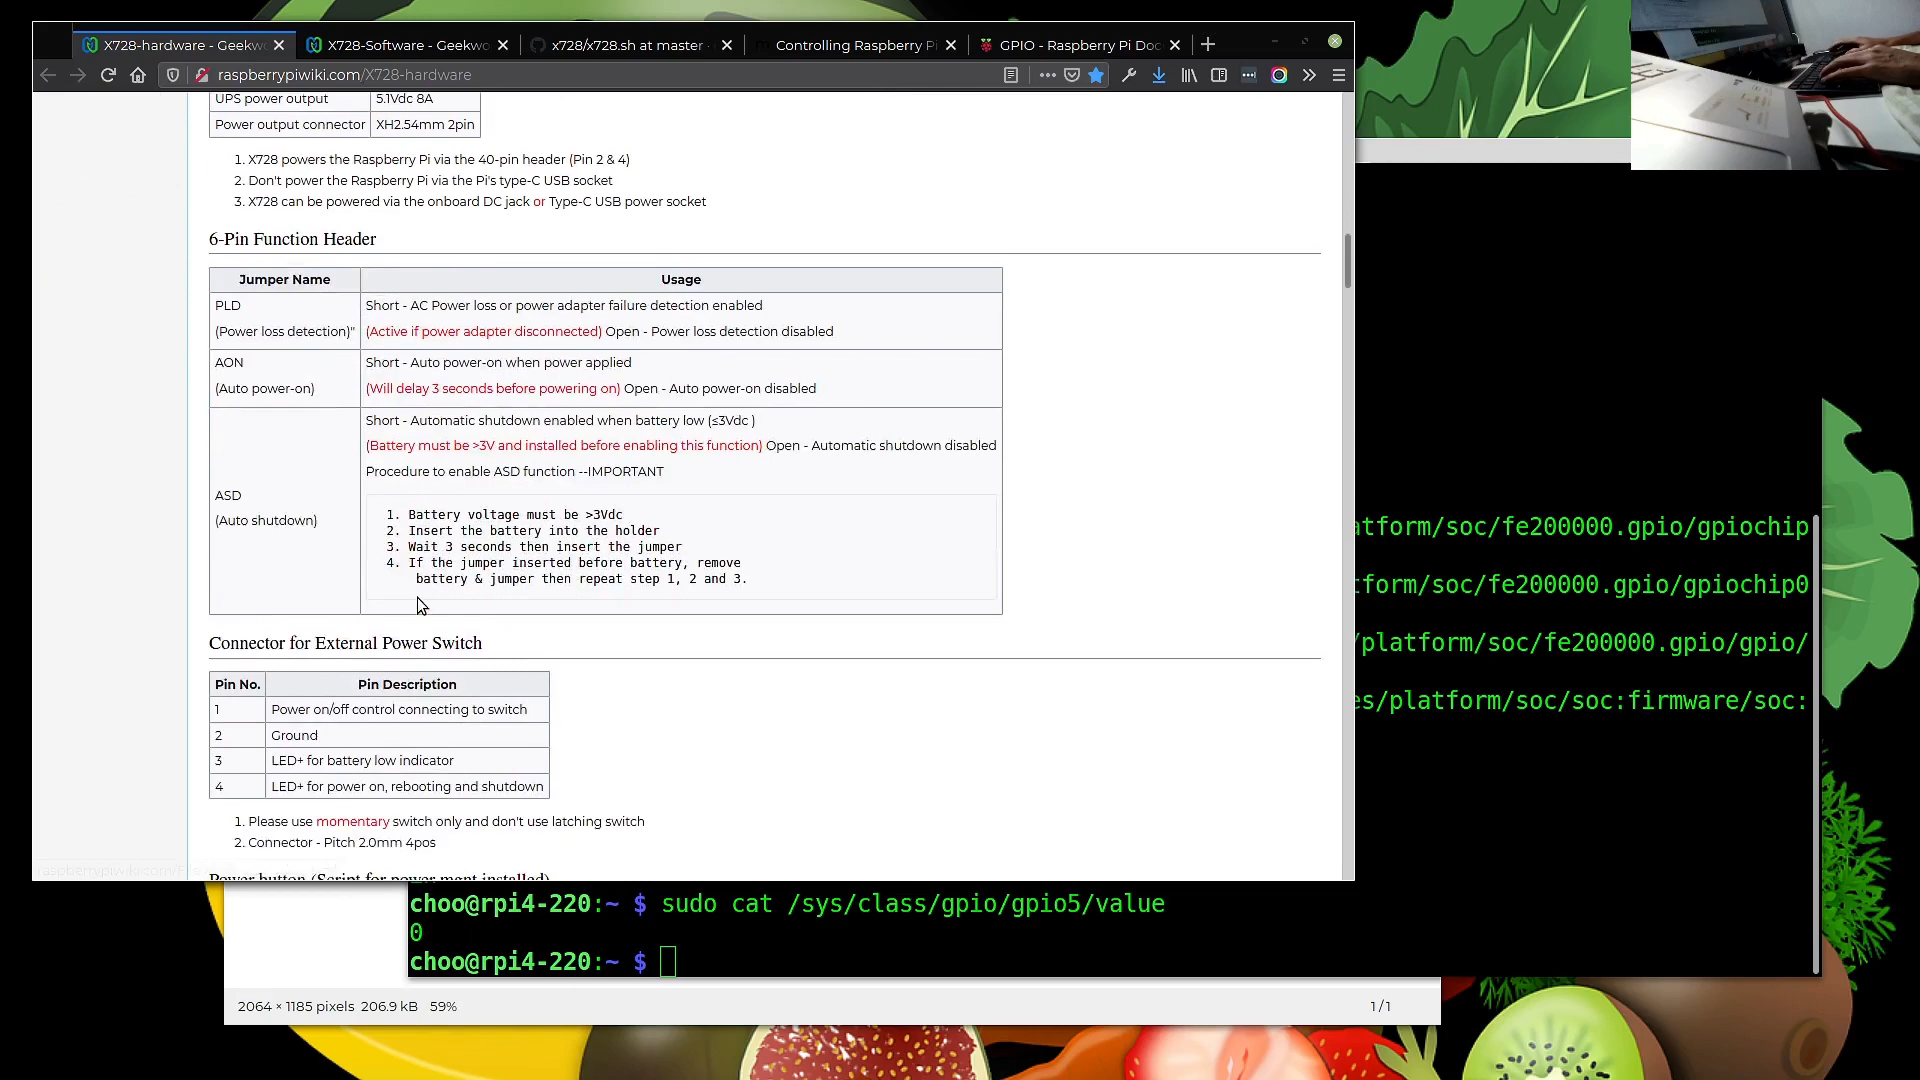 X728-hardware - Geekw
X728-Software - Geekwo
x728/x728.sh at master ·
Controlling Raspberry Pi
GPIO - Raspberry Pi Doc
raspberrypiwiki.com/X728-hardware
UPS power output 5.1Vdc 8A
Power output connector XH2.54mm 2pin
1. X728 powers the Raspberry Pi via the 40-pin header (Pin 2 & 4)
2. Don't power the Raspberry Pi via the Pi's type-C USB socket
3. X728 can be powered via the onboard DC jack or Type-C USB power socket
6-Pin Function Header
Jumper Name Usage
PLD
(Power loss detection)"
Short - AC Power loss or power adapter failure detection enabled
(Active if power adapter disconnected) Open - Power loss detection disabled
AON
(Auto power-on)
Short - Auto power-on when power applied
(Will delay 3 seconds before powering on) Open - Auto power-on disabled
ASD
(Auto shutdown)
Short - Automatic shutdown enabled when battery low (≤3Vdc )
(Battery must be >3V and installed before enabling this function) Open - Automatic shutdown disabled
Procedure to enable ASD function --IMPORTANT
1. Battery voltage must be >3Vdc
2. Insert the battery into the holder
3. Wait 3 seconds then insert the jumper
4. If the jumper inserted before battery, remove
battery & jumper then repeat step 1, 2 and 3.
Connector for External Power Switch
Pin No. Pin Description
1 Power on/off control connecting to switch
2 Ground
3 LED+ for battery low indicator
4 LED+ for power on, rebooting and shutdown
1. Please use momentary switch only and don't use latching switch
2. Connector - Pitch 2.0mm 4pos
Power button (Script for power mgnt installed)
atform/soc/fe200000.gpio/gpiochip
tform/soc/fe200000.gpio/gpiochip0
/platform/soc/fe200000.gpio/gpio/
es/platform/soc/soc:firmware/soc:
choo@rpi4-220:~ $ sudo cat /sys/class/gpio/gpio5/value
0
choo@rpi4-220:~ $
2064 × 1185 pixels 206.9 kB 59%
1 / 1